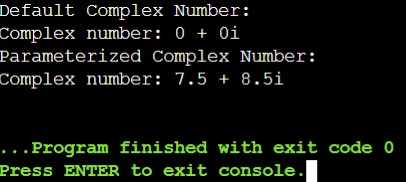 Default Complex Number:
Complex number: 0 + 0i
Parameterized Complex Number:
Complex number: 7.5 + 8.5i
...Program finished with exit code 0
Press ENTER to exit console.